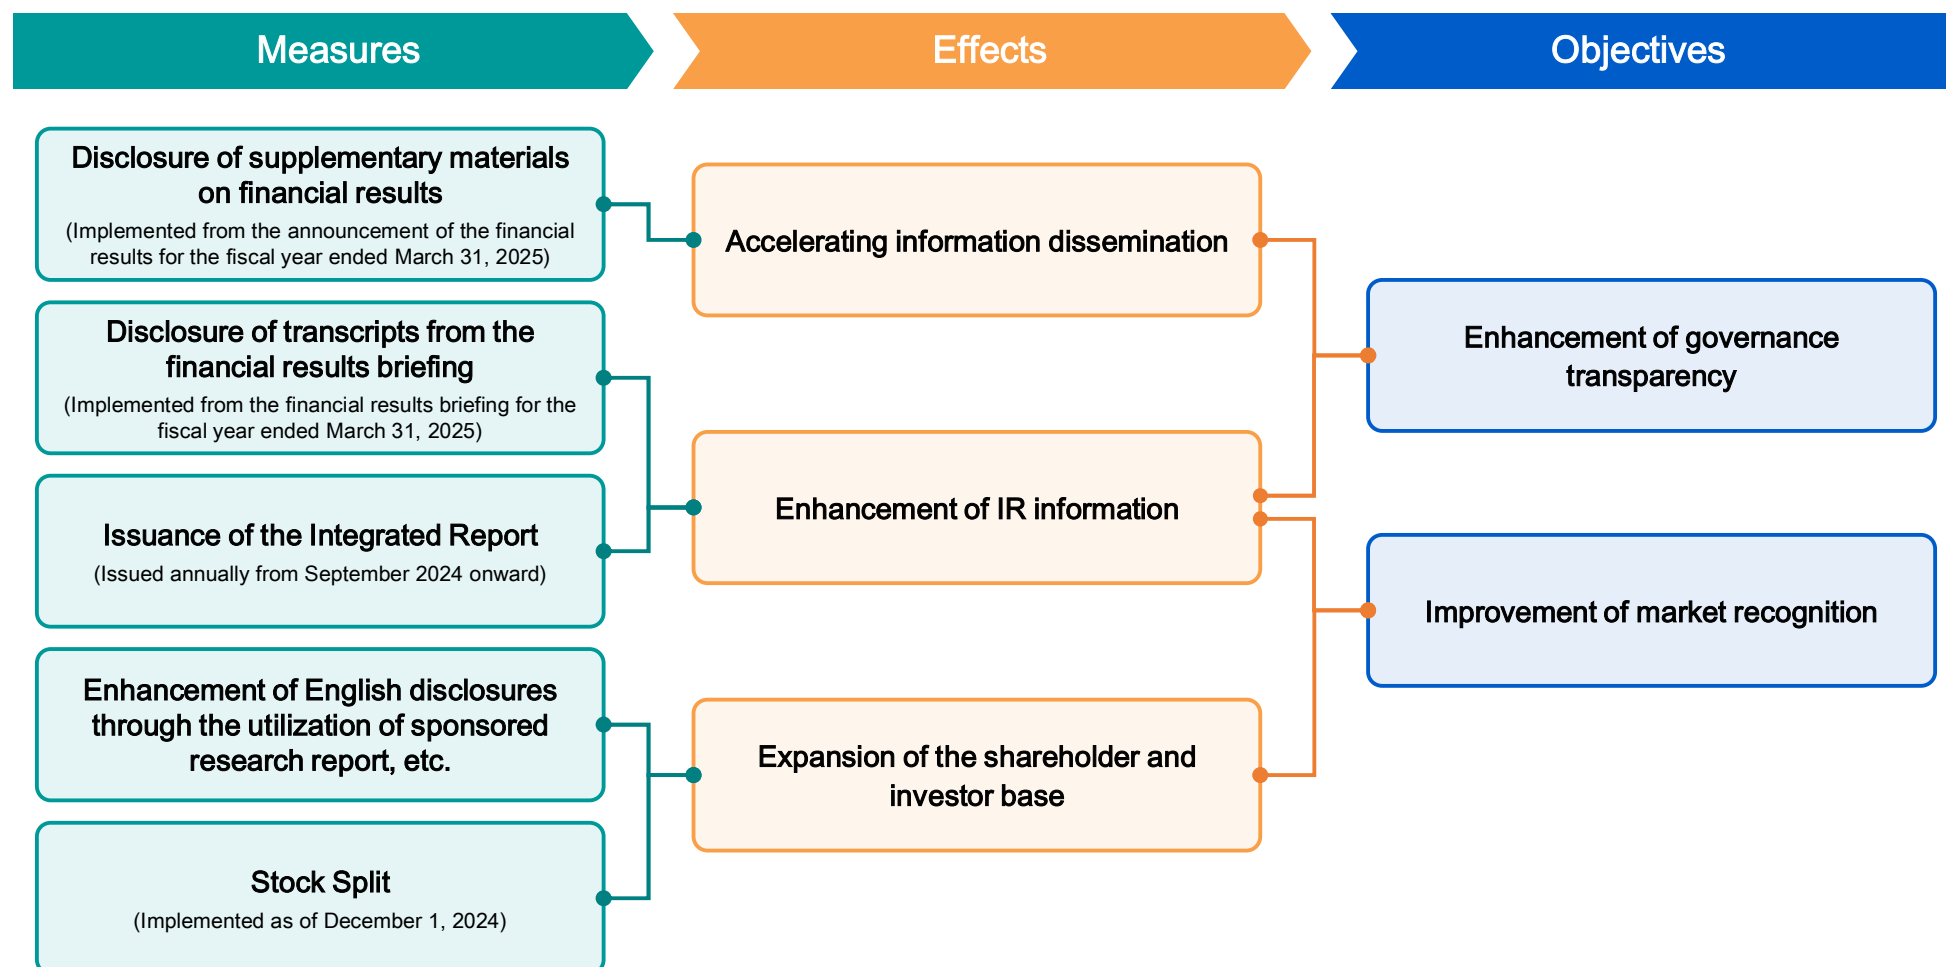 Measures
Effects
Objectives
Disclosure of supplementary materials
on financial results
(Implemented from the announcement of the financial
results for the fiscal year ended March 31, 2025)
Disclosure of transcripts from the
financial results briefing
(Implemented from the financial results briefing for the
fiscal year ended March 31, 2025)
Issuance of the Integrated Report
(Issued annually from September 2024 onward)
Enhancement of English disclosures
through the utilization of sponsored
research report, etc.
Stock Split
(Implemented as of December 1, 2024)
Accelerating information dissemination
Enhancement of IR information
Expansion of the shareholder and
investor base
Enhancement of governance
transparency
Improvement of market recognition